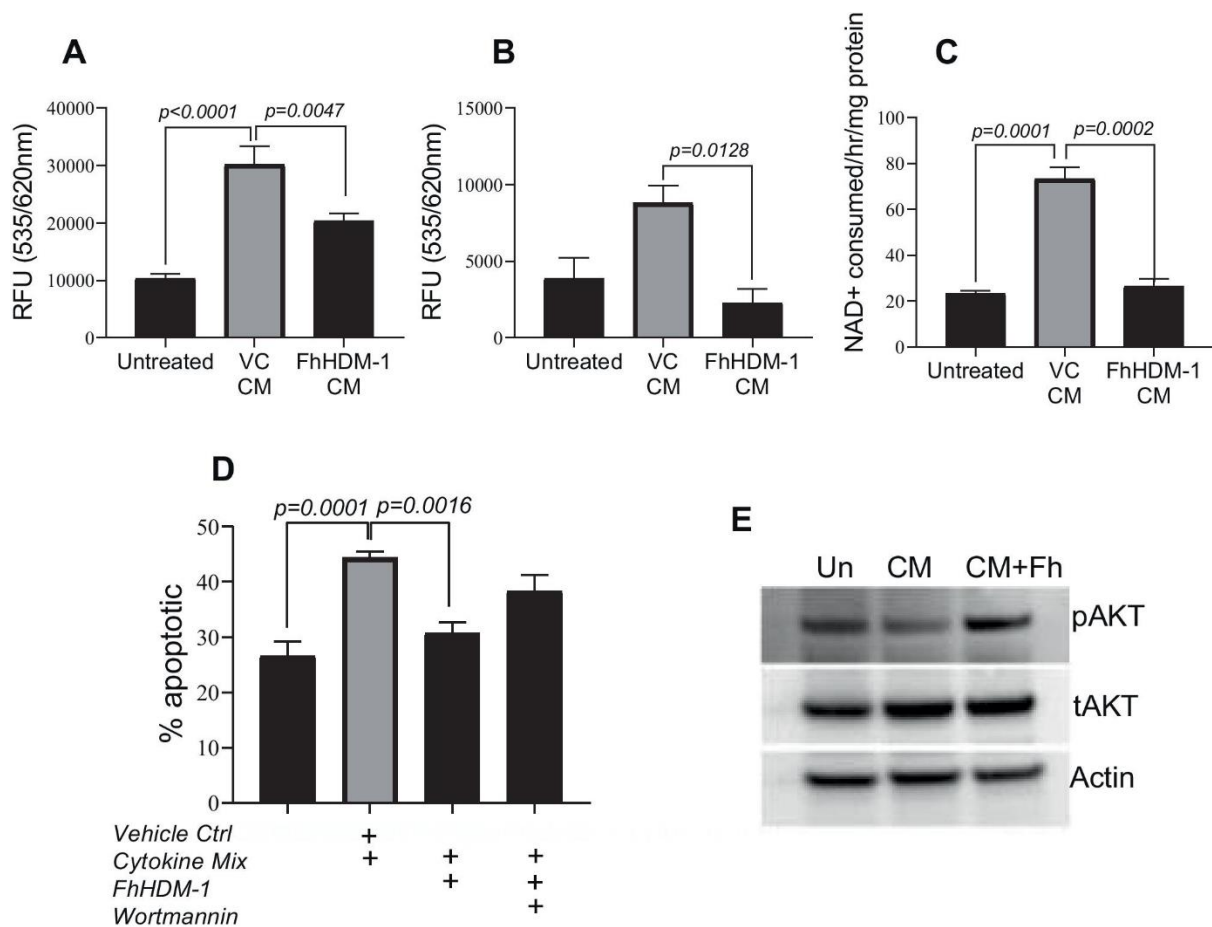 A
RFU (535/620nm)
40000
30000
20000
10000
0
p<0.0001
p=0.0047
Untreated
VC
CM
FhHDM-1
CM
B
RFU (535/620nm)
15000
10000
5000
0
p=0.0128
Untreated
VC
CM
FhHDM-1
CM
C
NAD+ consumed/hr/mg protein
100
80
60
40
20
0
p=0.0001
p=0.0002
Untreated
VC
CM
FhHDM-1
CM
D
% apoptotic
50
40
30
20
10
0
p=0.0001
p=0.0016
Vehicle Ctrl +
Cytokine Mix + + +
FhHDM-1 + +
Wortmannin +
E
Un CM CM+Fh
pAKT
tAKT
Actin